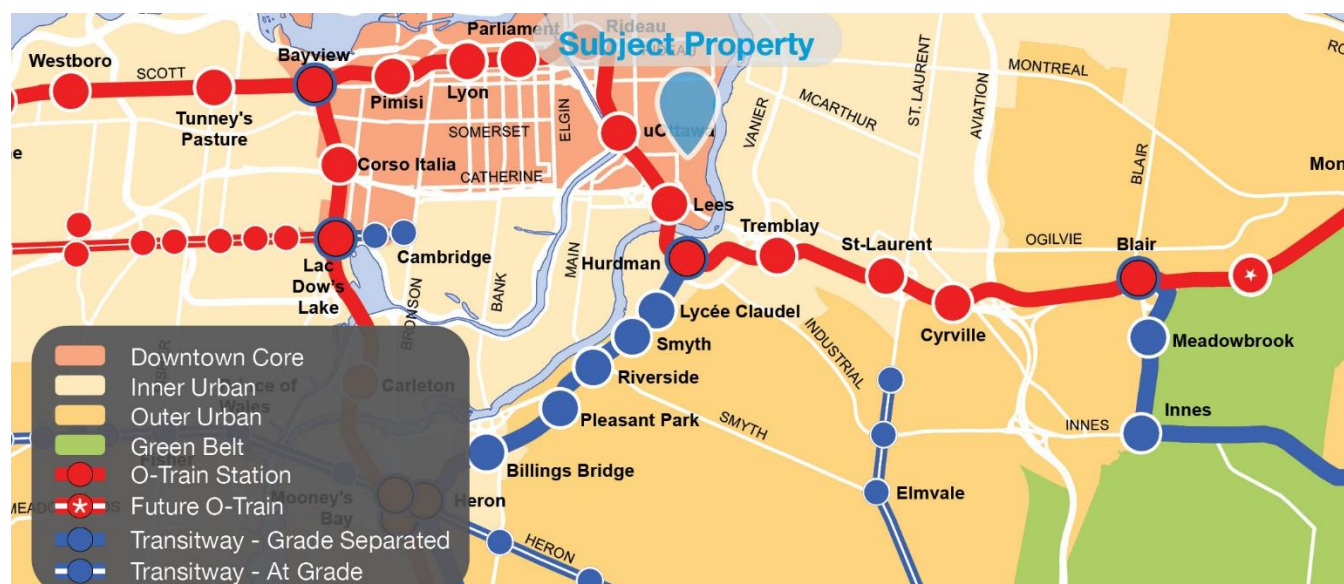 Parliament
Rideau
Subject Property
Westboro
Bayview
SCOTT
Pimisi
Lyon
Tunney's
Pasture
SOMERSET
ELGIN
uOttawa
VANIER
MCARTHUR
ST. LAURENT
AVIATION
MONTREAL
BLAIR
Corso Italia
CATHERINE
Lees
Mon
Tremblay
St-Laurent
OGILVIE
Blair
Cambridge
Hurdman
Lac
Dow's
Lake
BRONSON
BANK
MAIN
Lycée Claudel
Cyrville
Smyth
INDUSTRIAL
Meadowbrook
Riverside
Carleton
Pleasant Park
SMYTH
INNES
Innes
Billings Bridge
Elmvale
Mooney's
Bay
Heron
HERON
Downtown Core
Inner Urban
Outer Urban
Green Belt
O-Train Station
Future O-Train
Transitway - Grade Separated
Transitway - At Grade